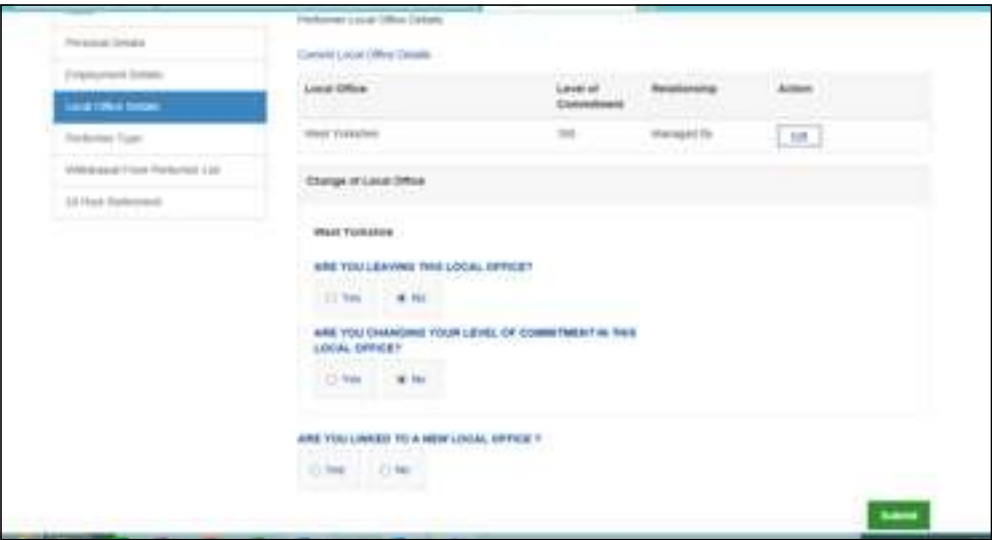 Performer Local Office Details
Personal Details
Current Local Office Details
Employment Details
Local Office Level of Commitment Relationship Action
Local Office Details
West Yorkshire Managed By Edit
Performer Type
Withdrawal From Performer List
Change of Local Office
24 Hour Retirement
West Yorkshire
ARE YOU LEAVING THIS LOCAL OFFICE?
Yes No
ARE YOU CHANGING YOUR LEVEL OF COMMITMENT IN THIS
LOCAL OFFICE?
Yes No
ARE YOU LINKED TO A NEW LOCAL OFFICE ?
Yes No
Submit